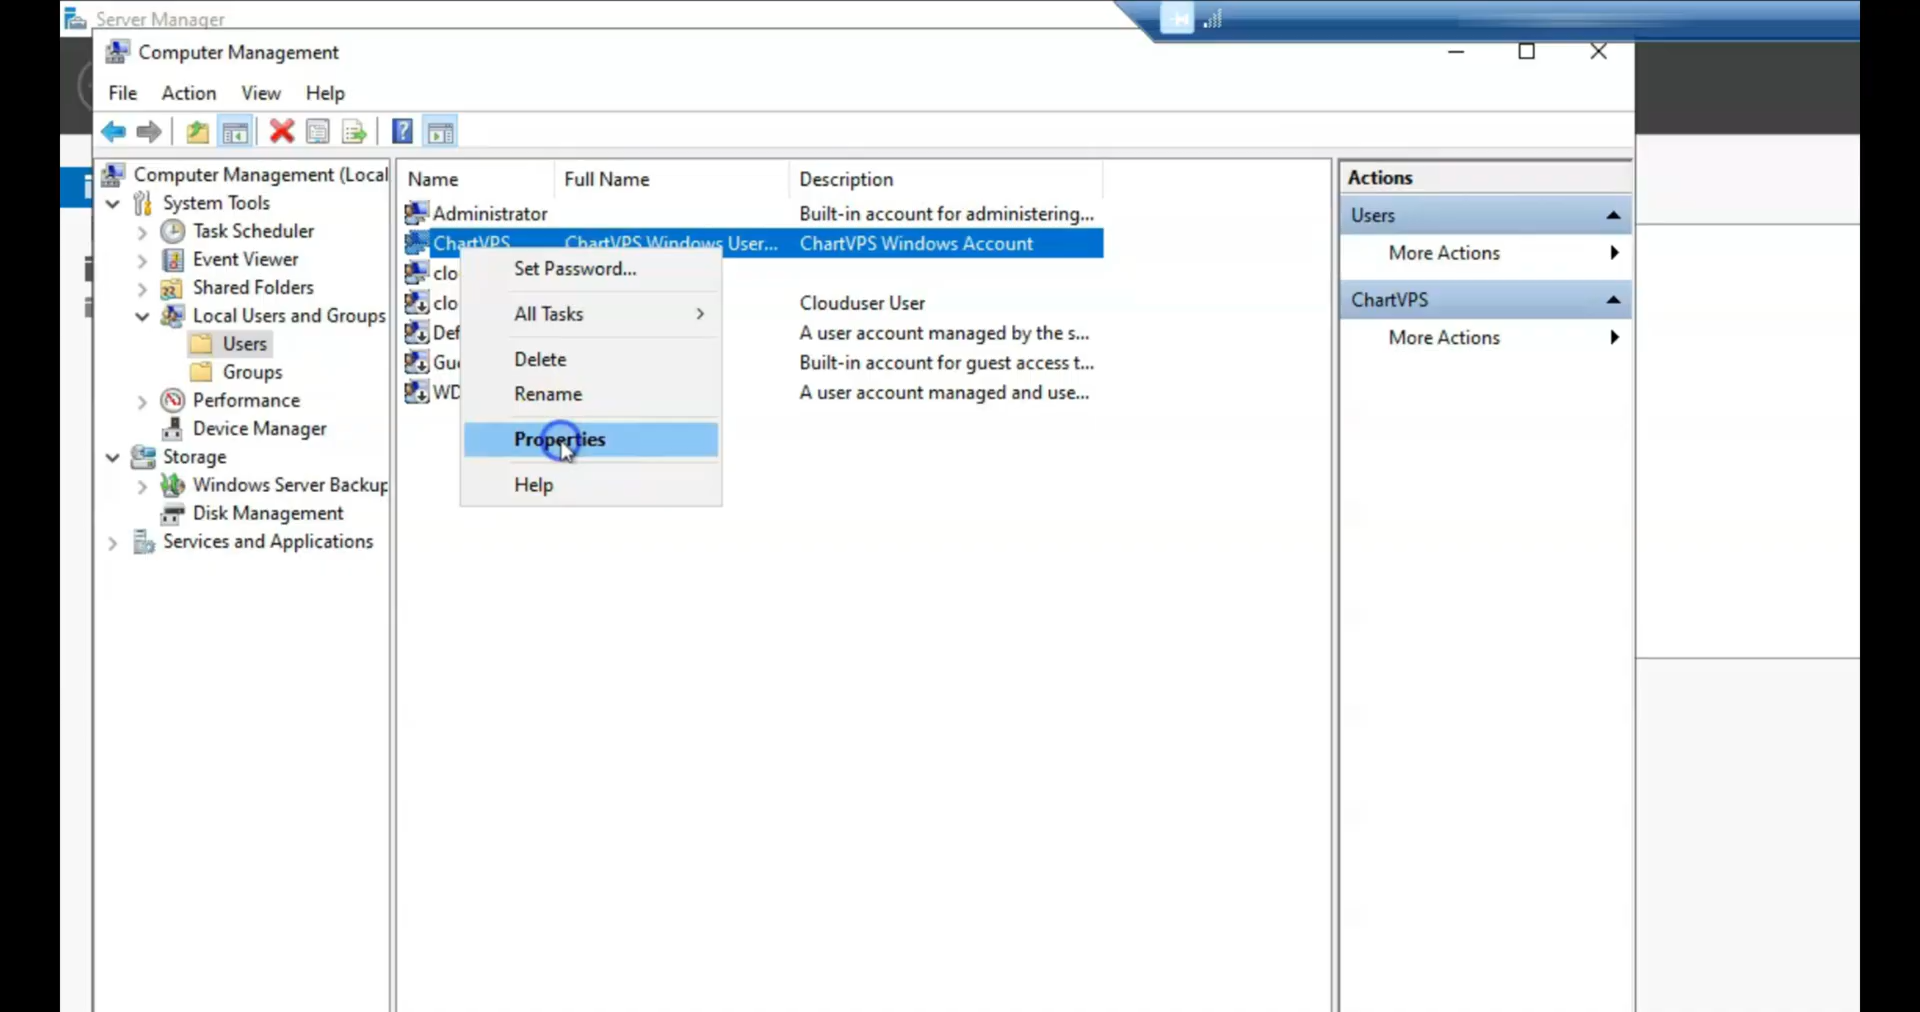 Server Manager
Computer Management
File Action View Help
Computer Management (Local
System Tools
Task Scheduler
Event Viewer
Shared Folders
Local Users and Groups
Users
Groups
Performance
Device Manager
Storage
Windows Server Backup
Disk Management
Services and Applications
Name Full Name Description
Administrator Built-in account for administering...
ChartVPS ChartVPS Windows User... ChartVPS Windows Account
clo
clo Clouduser User
Def A user account managed by the s...
Gue Built-in account for guest access t...
WD A user account managed and use...
Set Password...
All Tasks
Delete
Rename
Properties
Help
Actions
Users
More Actions
ChartVPS
More Actions